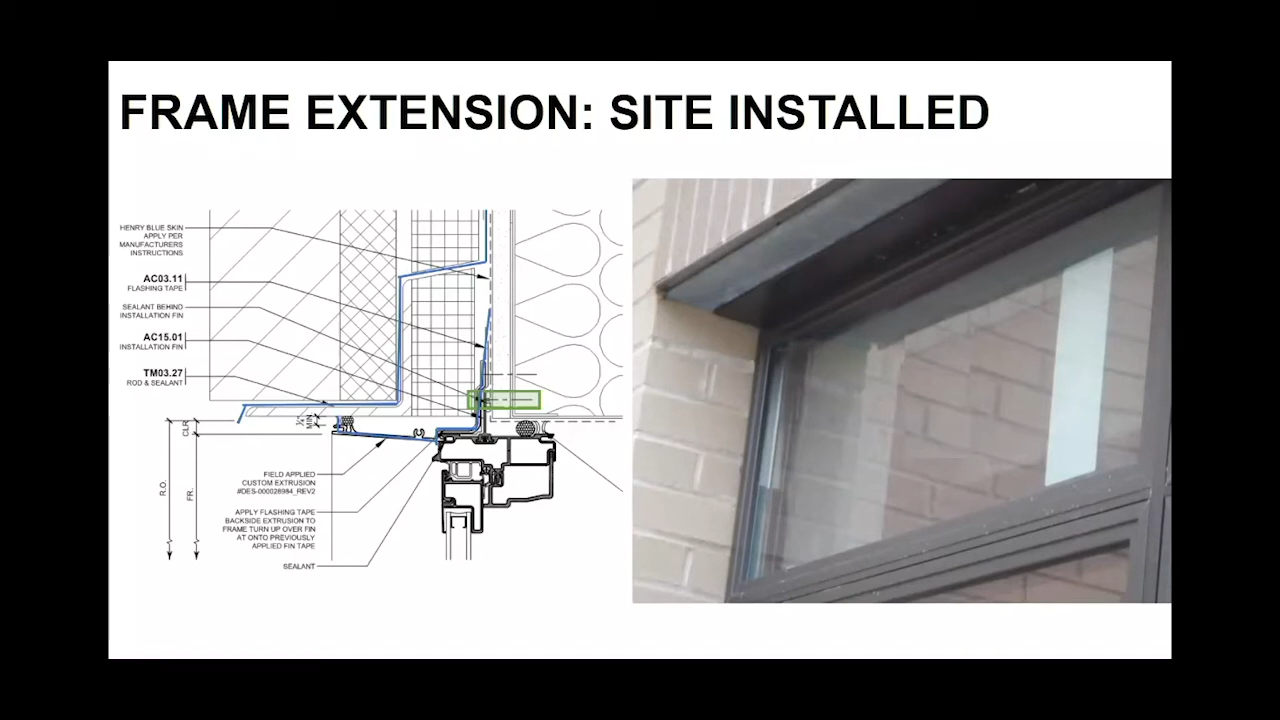 FRAME EXTENSION: SITE INSTALLED
HENRY BLUE SKIN
APPLY PER
MANUFACTURERS
INSTRUCTIONS
AC03.11
FLASHING TAPE
SEALANT BEHIND
INSTALLATION FIN
AC15.01
INSTALLATION FIN
TM03.27
ROD & SEALANT
CLR.
MIN
R.O.
FR.
FIELD APPLIED
CUSTOM EXTRUSION
#DES-000028984_REV2
APPLY FLASHING TAPE
BACKSIDE EXTRUSION TO
FRAME TURN UP OVER FIN
AT ONTO PREVIOUSLY
APPLIED FIN TAPE
SEALANT